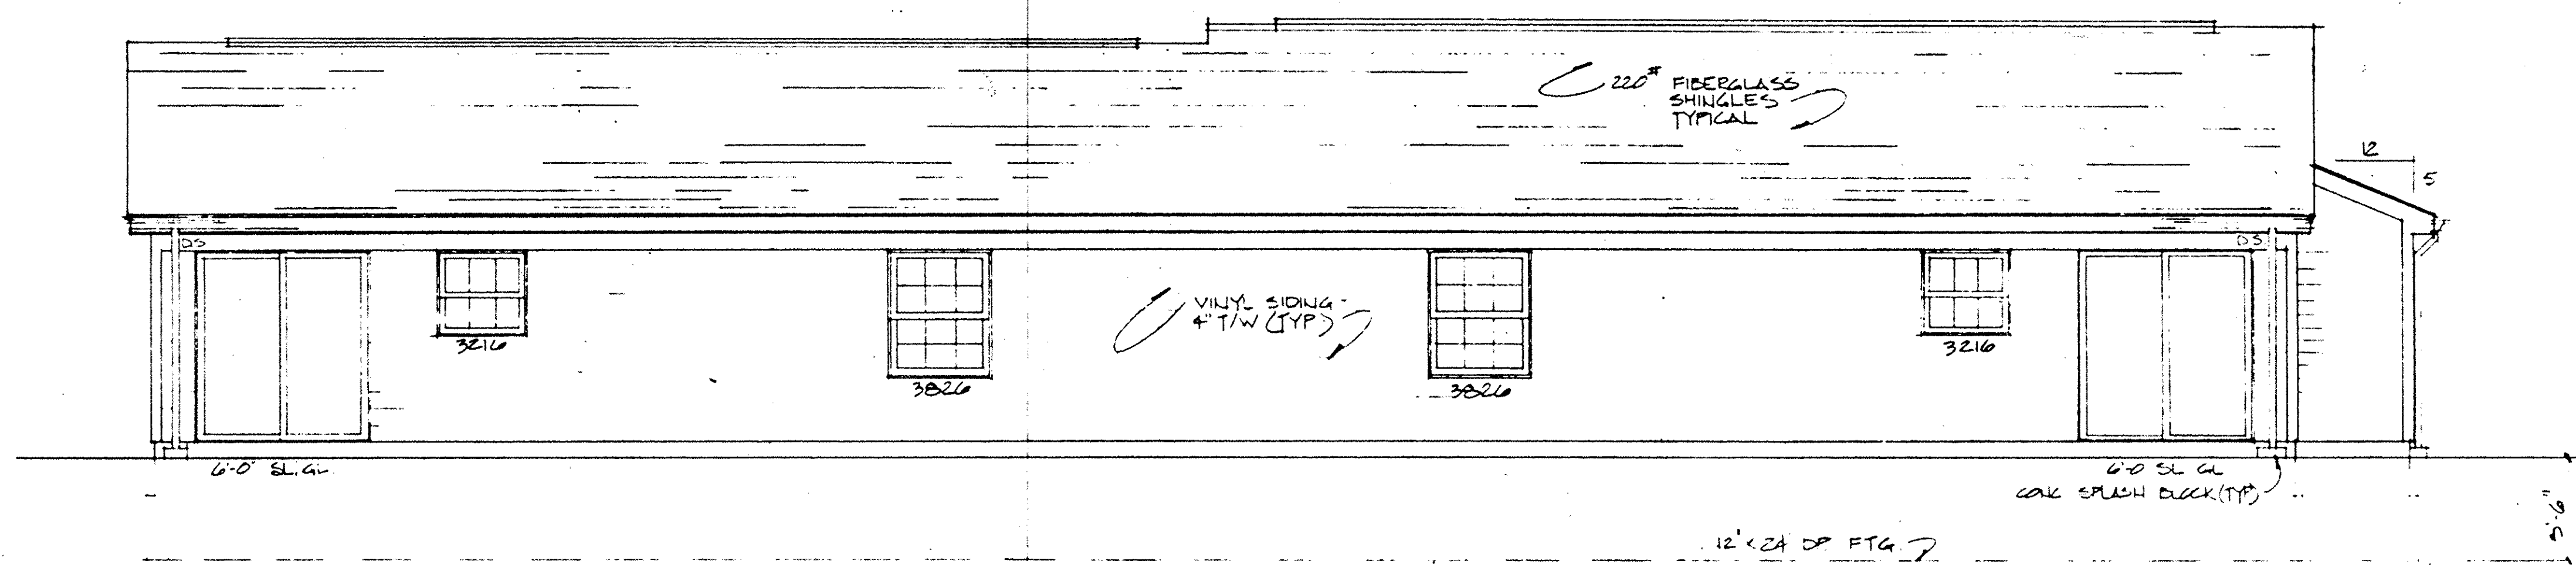 220# FIBERGLASS
SHINGLES
TYPICAL
12
5
DS
DS
VINYL SIDING -
4" T/W (TYP)
3216
3826
3826
3216
6'-0" SL. GL.
6'-0 SL GL
CONC SPLASH BLOCK (TYP)
12" x 24 DP FTG.